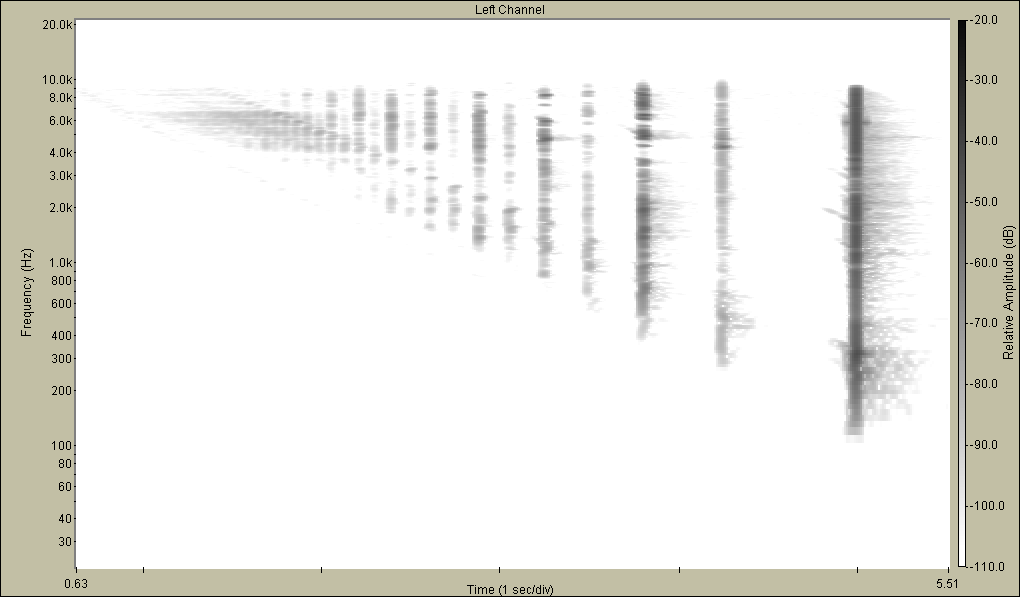 Left Channel
20.0k
10.0k
8.0k
6.0k
4.0k
3.0k
2.0k
1.0k
800
600
400
300
200
100
80
60
40
30
Frequency (Hz)
0.63
Time (1 sec/div)
5.51
-20.0
-30.0
-40.0
-50.0
-60.0
-70.0
-80.0
-90.0
-100.0
-110.0
Relative Amplitude (dB)